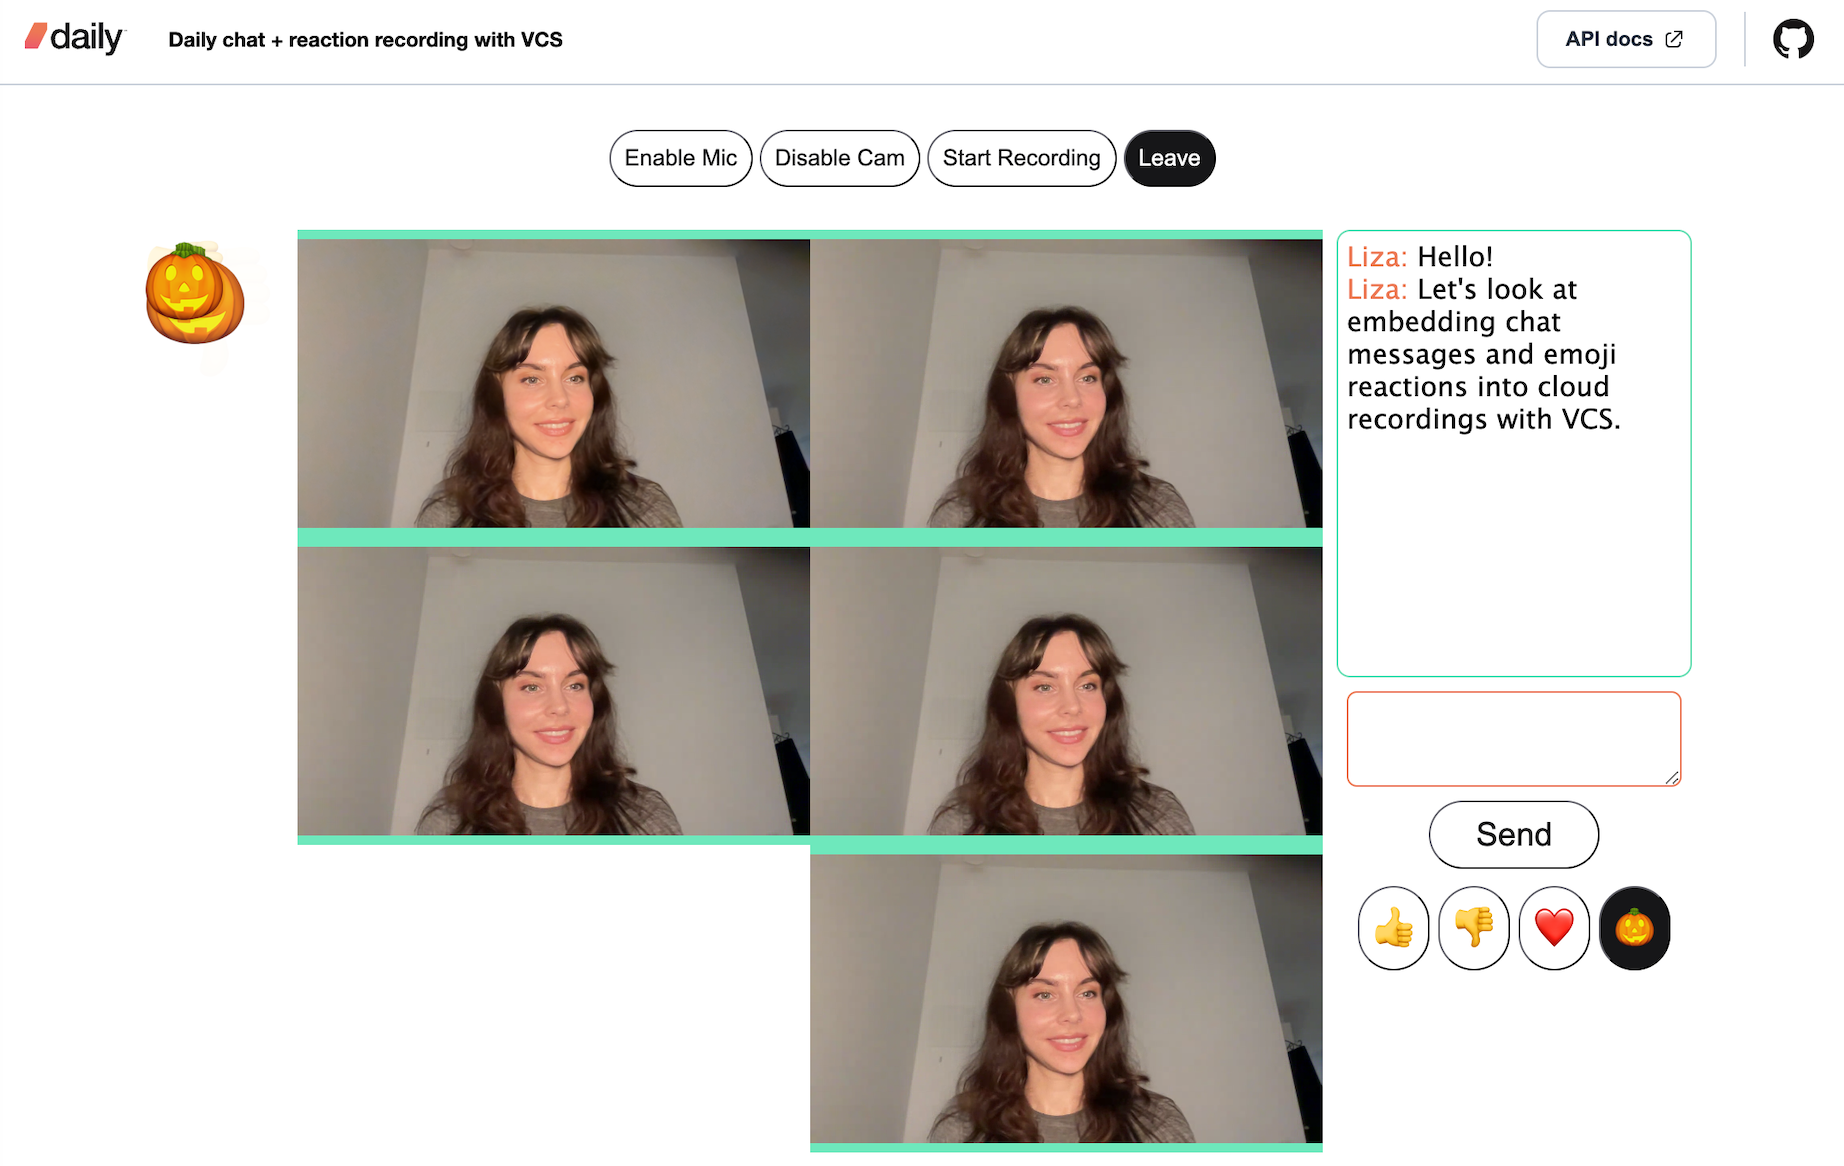 daily
Daily chat + reaction recording with VCS
API docs
Enable Mic
Disable Cam
Start Recording
Leave
Liza: Hello!
Liza: Let's look at
embedding chat
messages and emoji
reactions into cloud
recordings with VCS.
Send